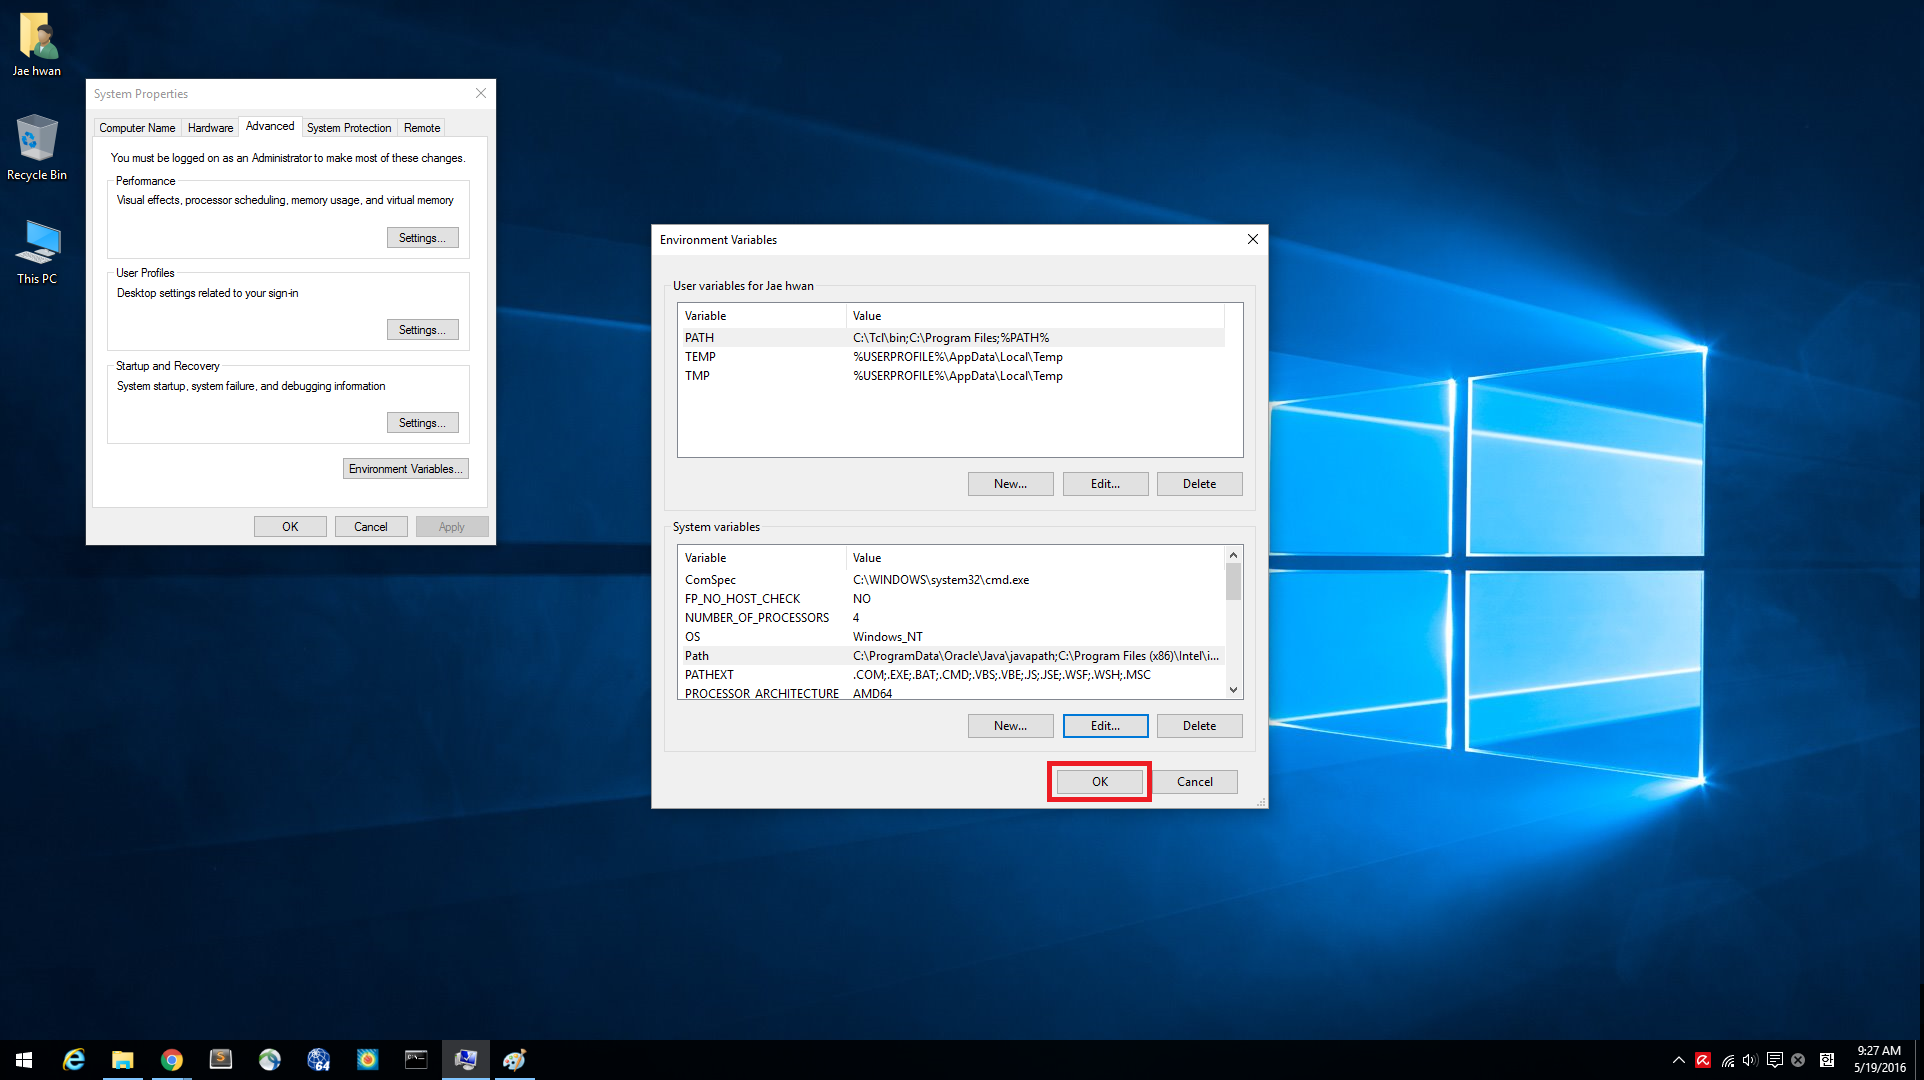 Jae hwan
Recycle Bin
This PC
System Properties
Computer Name Hardware Advanced System Protection Remote
You must be logged on as an Administrator to make most of these changes.
Performance
Visual effects, processor scheduling, memory usage, and virtual memory
Settings...
User Profiles
Desktop settings related to your sign-in
Settings...
Startup and Recovery
System startup, system failure, and debugging information
Settings...
Environment Variables...
OK Cancel Apply
Environment Variables
User variables for Jae hwan
Variable Value
PATH C:\Tcl\bin;C:\Program Files;%PATH%
TEMP %USERPROFILE%\AppData\Local\Temp
TMP %USERPROFILE%\AppData\Local\Temp
New... Edit... Delete
System variables
Variable Value
ComSpec C:\WINDOWS\system32\cmd.exe
FP_NO_HOST_CHECK NO
NUMBER_OF_PROCESSORS 4
OS Windows_NT
Path C:\ProgramData\Oracle\Java\javapath;C:\Program Files (x86)\Intel\i...
PATHEXT .COM;.EXE;.BAT;.CMD;.VBS;.VBE;.JS;.JSE;.WSF;.WSH;.MSC
PROCESSOR_ARCHITECTURE AMD64
New... Edit... Delete
OK Cancel
64
한
9:27 AM
5/19/2016